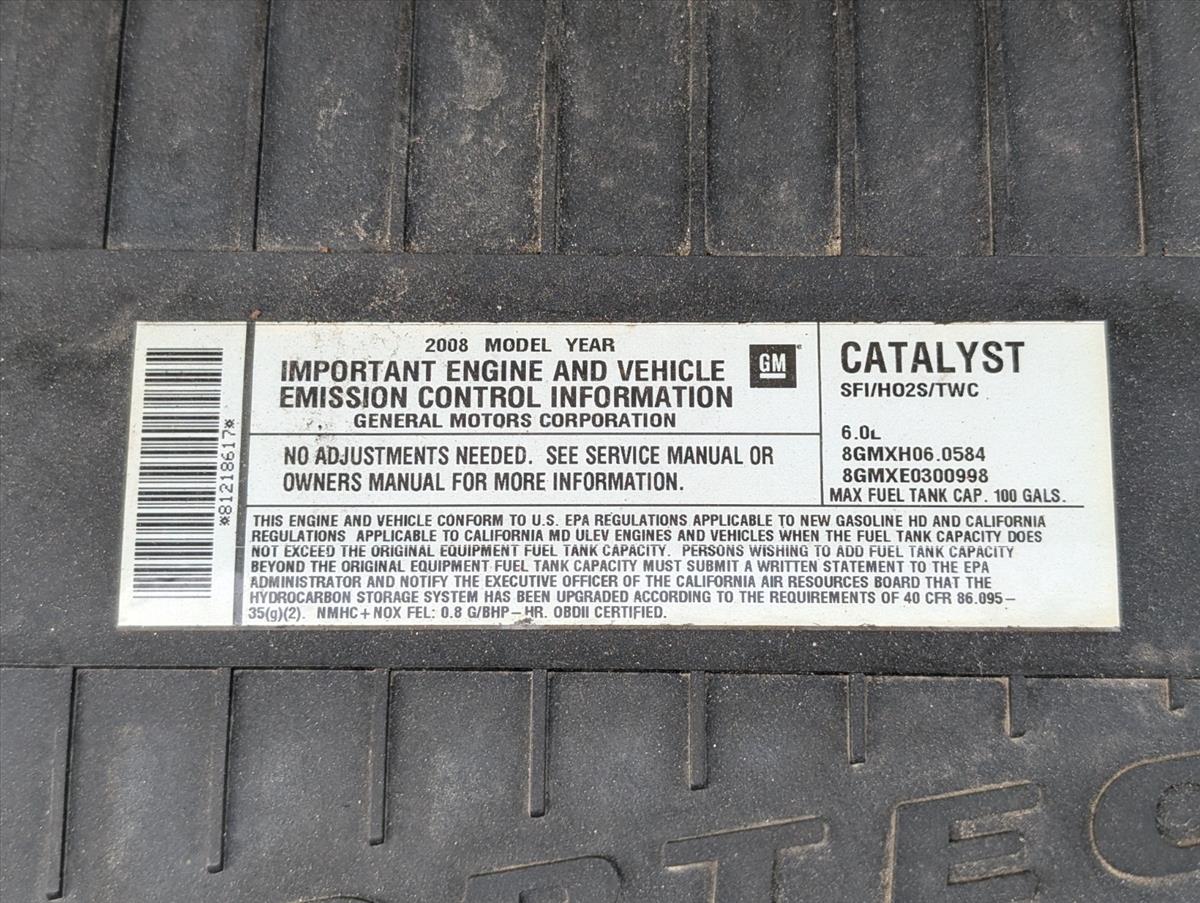 *81218617*
2008 MODEL YEAR
IMPORTANT ENGINE AND VEHICLE
EMISSION CONTROL INFORMATION
GENERAL MOTORS CORPORATION
GM
NO ADJUSTMENTS NEEDED. SEE SERVICE MANUAL OR
OWNERS MANUAL FOR MORE INFORMATION.
CATALYST
SFI/HO2S/TWC
6.0L
8GMXH06.0584
8GMXE0300998
MAX FUEL TANK CAP. 100 GALS.
THIS ENGINE AND VEHICLE CONFORM TO U.S. EPA REGULATIONS APPLICABLE TO NEW GASOLINE HD AND CALIFORNIA
REGULATIONS APPLICABLE TO CALIFORNIA MD ULEV ENGINES AND VEHICLES WHEN THE FUEL TANK CAPACITY DOES
NOT EXCEED THE ORIGINAL EQUIPMENT FUEL TANK CAPACITY. PERSONS WISHING TO ADD FUEL TANK CAPACITY
BEYOND THE ORIGINAL EQUIPMENT FUEL TANK CAPACITY MUST SUBMIT A WRITTEN STATEMENT TO THE EPA
ADMINISTRATOR AND NOTIFY THE EXECUTIVE OFFICER OF THE CALIFORNIA AIR RESOURCES BOARD THAT THE
HYDROCARBON STORAGE SYSTEM HAS BEEN UPGRADED ACCORDING TO THE REQUIREMENTS OF 40 CFR 86.095-
35(g)(2). NMHC+NOX FEL: 0.8 G/BHP-HR. OBDII CERTIFIED.
RTEC